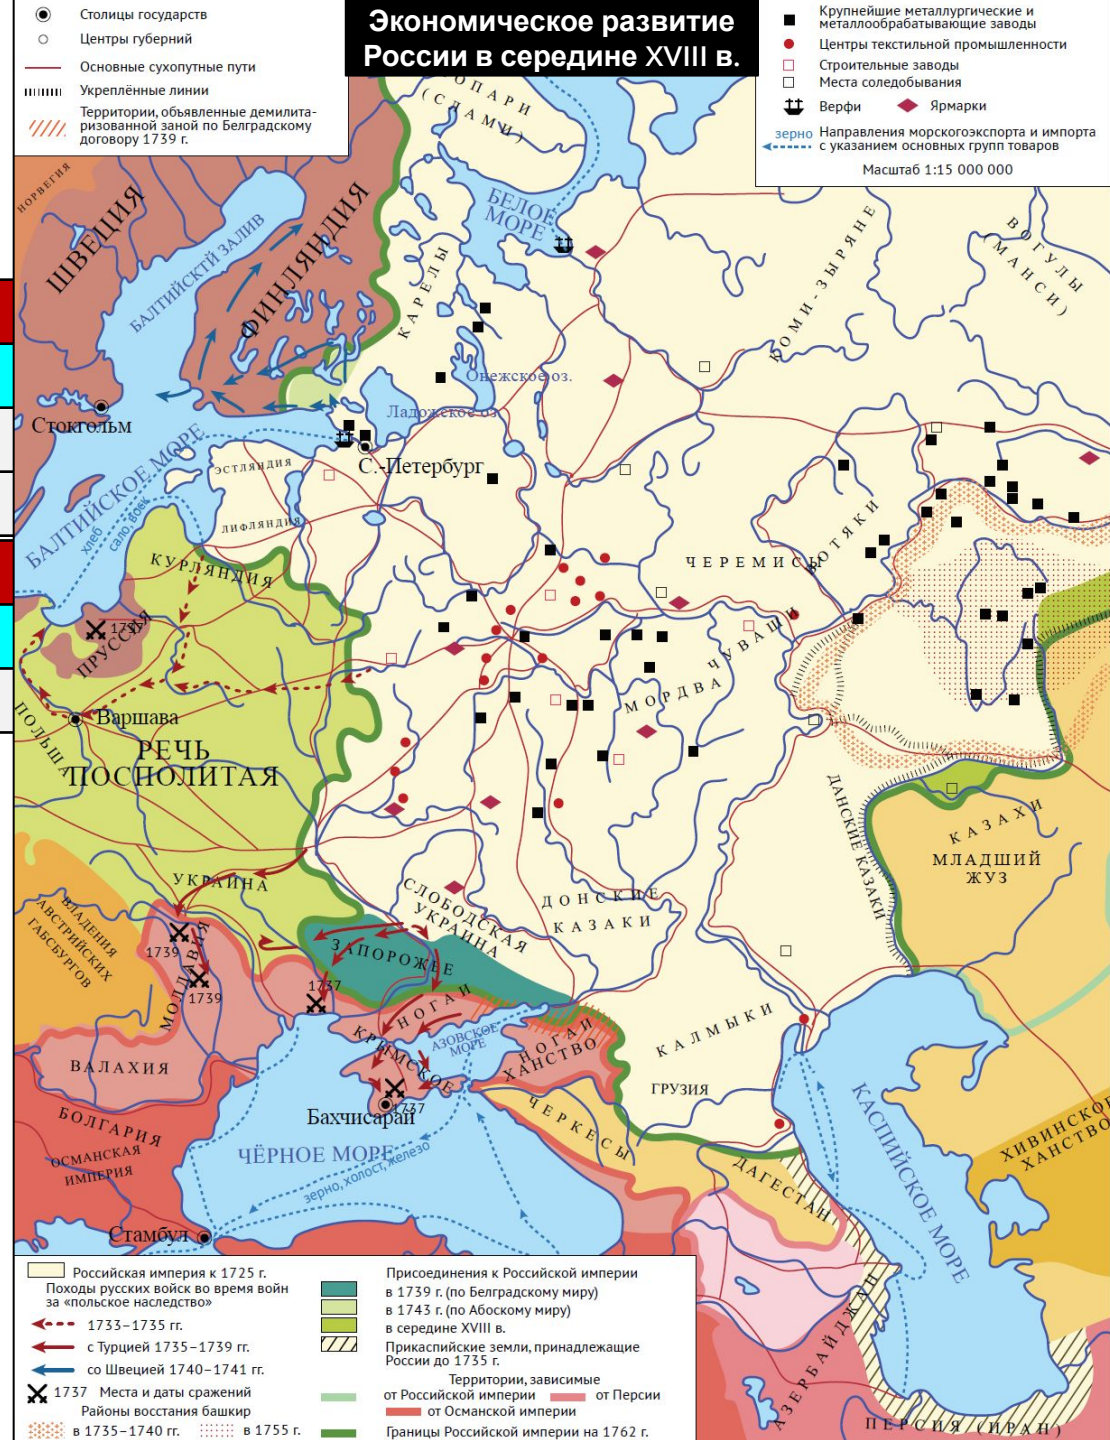 Экономическое развитие
России в середине XVIII в.
Столицы государств
Центры губерний
Основные сухопутные пути
Укреплённые линии
Территории, объявленные демилита-
ризованной заной по Белградскому
договору 1739 г.
Крупнейшие металлургические и
металлообрабатывающие заводы
Центры текстильной промышленности
Строительные заводы
Места соледобывания
Верфи
Ярмарки
зерно
Направления морскогоэкспорта и импорта
с указанием основных групп товаров
Масштаб 1:15 000 000
ЛОПАРИ
(СААМИ)
НОРВЕГИЯ
ШВЕЦИЯ
БАЛТИЙСКТЙ ЗАЛИВ
ФИНЛЯНДИЯ
БЕЛОЕ
МОРЕ
КАРЕЛЫ
КОМИ-ЗЫРЯНЕ
ВОГУЛЫ
(МАНСИ)
Онежское оз.
Ладожское оз.
Стокгольм
С.-Петербург
БАЛТИЙСКОЕ МОРЕ
хлеб
сало, воск
ЭСТЛЯНДИЯ
ЛИФЛЯНДИЯ
КУРЛЯНДИЯ
ПРУССИЯ
ЧЕРЕМИСЫ
ВОТЯКИ
ЧУВАШИ
МОРДВА
ПОЛЬША
Варшава
РЕЧЬ
ПОСПОЛИТАЯ
УКРАИНА
ВЛАДЕНИЯ
АВСТРИЙСКИХ
ГАБСБУРГОВ
СЛОБОДСКАЯ
УКРАИНА
ДОНСКИЕ
КАЗАКИ
ДАНСКИЕ КАЗАКИ
КАЗАХИ
МЛАДШИЙ
ЖУЗ
ЗАПОРОЖЬЕ
1739
1739
1737
МОЛДАВИЯ
НОГАИ
КРЫМСКОЕ
АЗОВСКОЕ
МОРЕ
НОГАИ
ХАНСТВО
КАЛМЫКИ
ГРУЗИЯ
ВАЛАХИЯ
1737
Бахчисарай
БОЛГАРИЯ
ОСМАНСКАЯ
ИМПЕРИЯ
ЧЁРНОЕ МОРЕ
зерно, холост, железо
ЧЕРКЕСЫ
ДАГЕСТАН
КАСПИЙСКОЕ МОРЕ
ХИВИНСКОЕ
ХАНСТВО
Стамбул
АЗЕРБАЙДЖАН
ПЕРСИЯ (ИРАН)
Российская империя к 1725 г.
Походы русских войск во время войн
за «польское наследство»
1733–1735 гг.
с Турцией 1735–1739 гг.
со Швецией 1740–1741 гг.
1737 Места и даты сражений
Районы восстания башкир
в 1735–1740 гг.
в 1755 г.
Присоединения к Российской империи
в 1739 г. (по Белградскому миру)
в 1743 г. (по Абоскому миру)
в середине XVIII в.
Прикаспийские земли, принадлежащие
России до 1735 г.
Территории, зависимые
от Российской империи
от Персии
от Османской империи
Границы Российской империи на 1762 г.